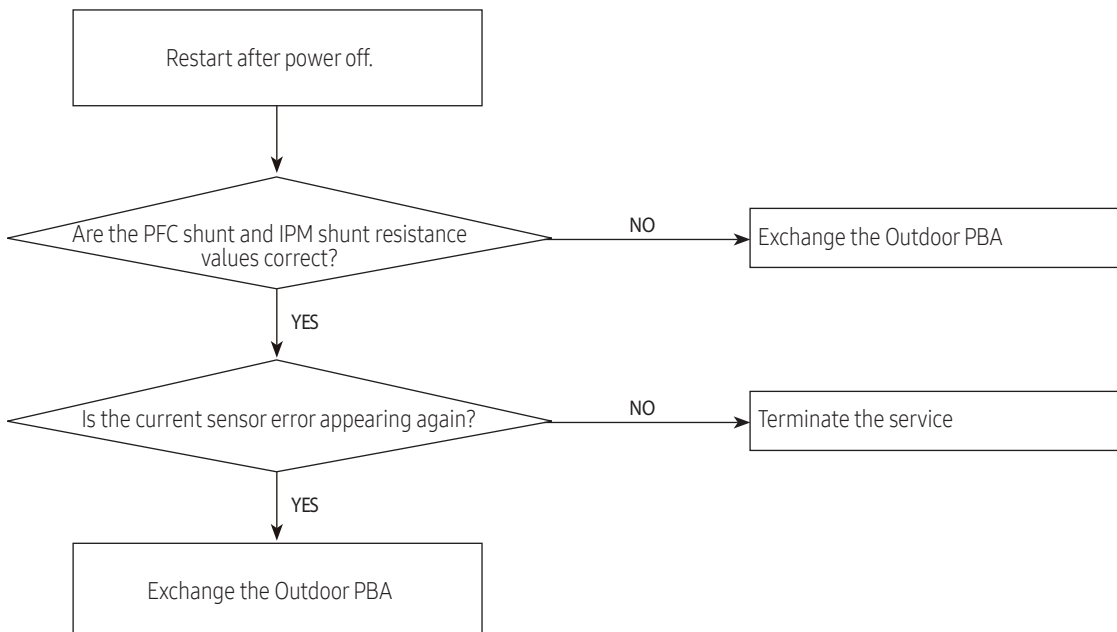 Restart after power off.
Are the PFC shunt and IPM shunt resistance
values correct?
NO
Exchange the Outdoor PBA
YES
Is the current sensor error appearing again?
NO
Terminate the service
YES
Exchange the Outdoor PBA